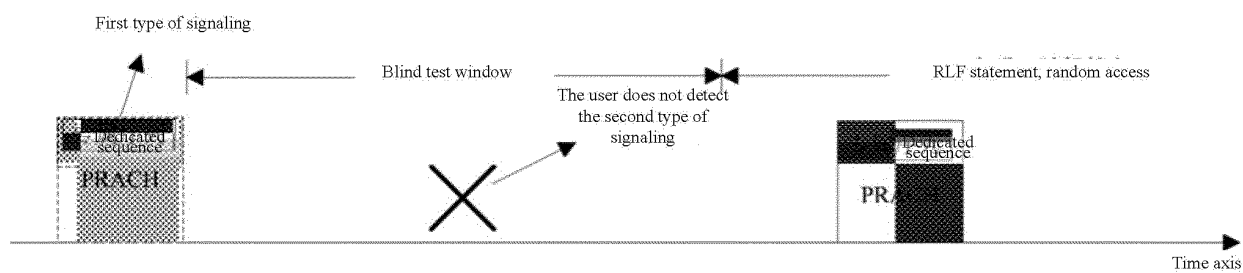 First type of signaling
Blind test window
RLF statement, random access
The user does not detect
the second type of
signaling
Dedicated
sequence
PRACH
Dedicated
sequence
PRACH
Time axis